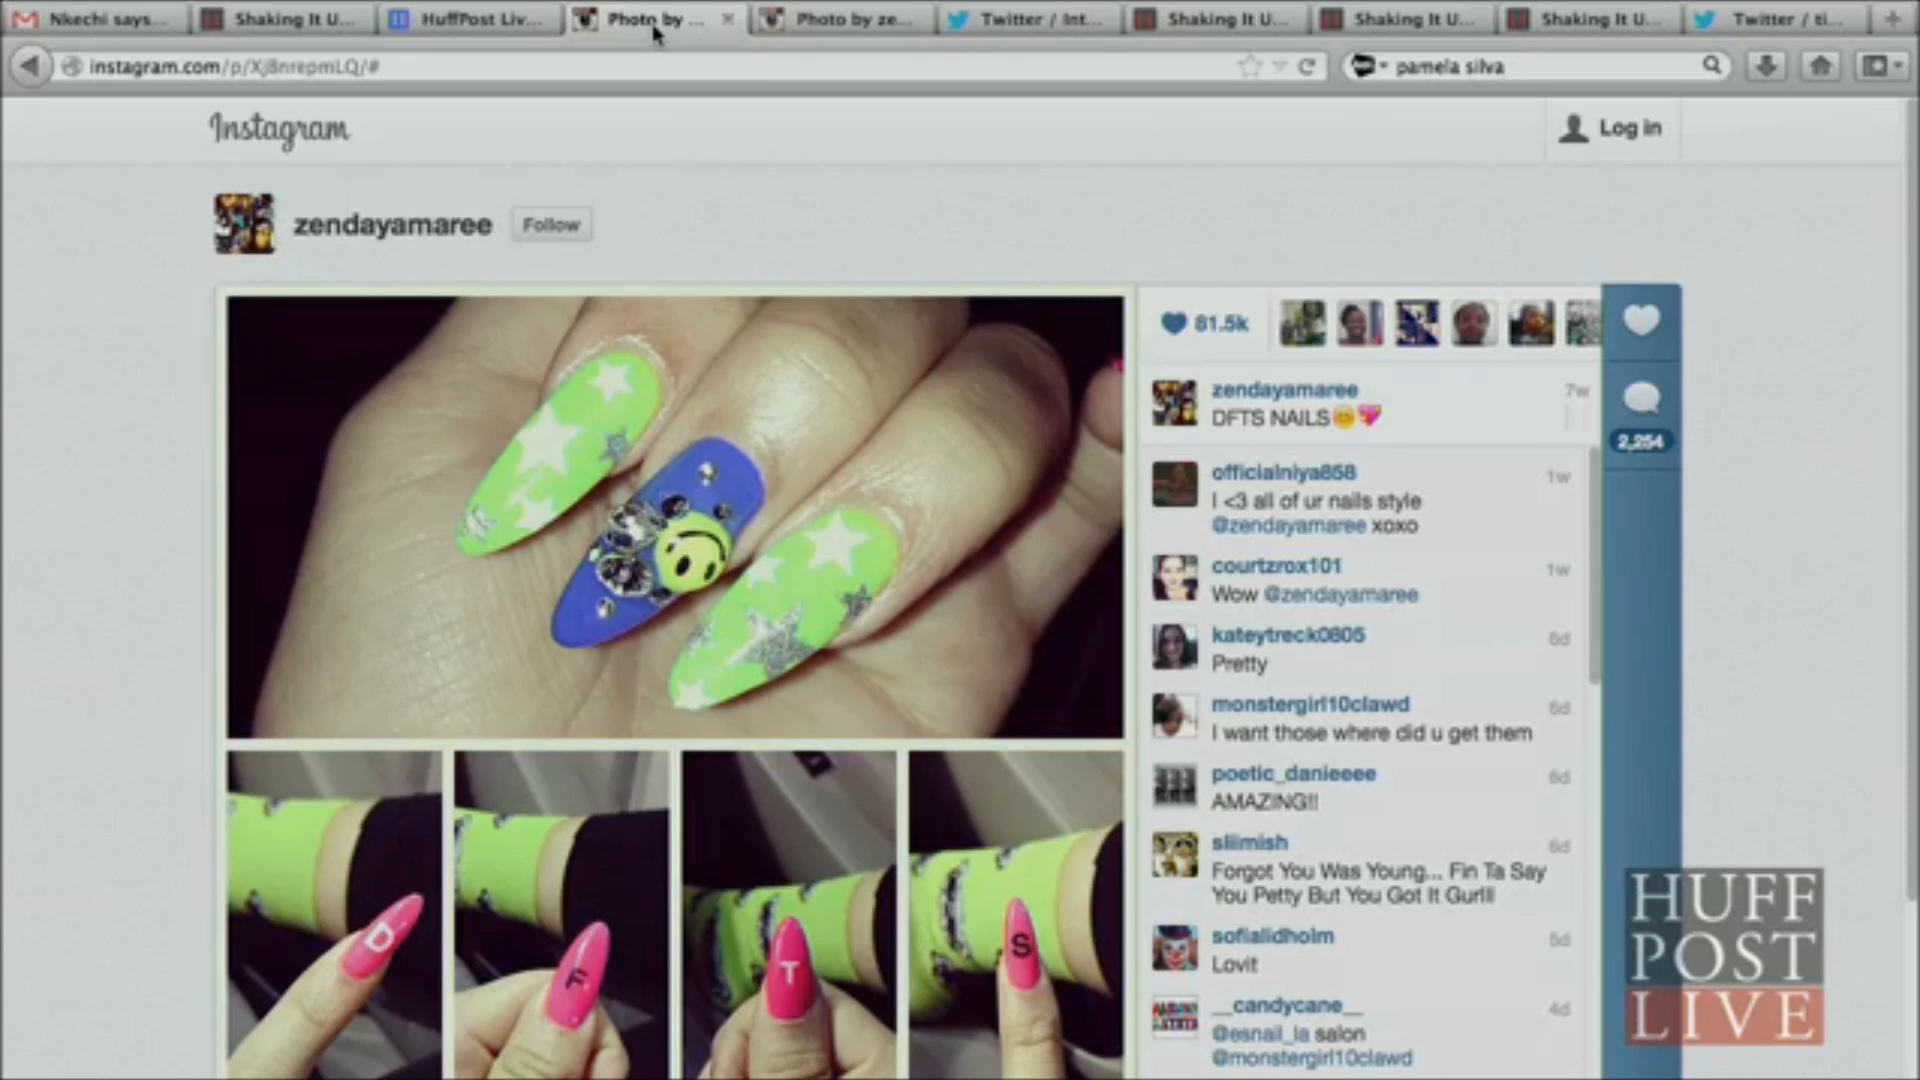 Nkechi says...
Shaking It U...
HuffPost Liv...
Photo by ...
Photo by ze...
Twitter / Int...
Shaking It U...
Shaking It U...
Shaking It U...
Twitter / ti...
instagram.com/p/Xj8nrepmLQ/#
pamela silva
Instagram
Log in
zendayamaree
Follow
81.5k
zendayamaree
7w
DFTS NAILS😊💖
2,254
officialniya858
1w
I <3 all of ur nails style
@zendayamaree xoxo
courtzrox101
1w
Wow @zendayamaree
kateytreck0805
6d
Pretty
monstergirl10clawd
6d
I want those where did u get them
poetic_danieeee
6d
AMAZING!!
sliimish
6d
Forgot You Was Young... Fin Ta Say
You Petty But You Got It Gurl!!
sofialidholm
5d
Lovit
__candycane__
4d
@esnail_la salon
@monstergirl10clawd
D
F
T
S
HUFF
POST
LIVE